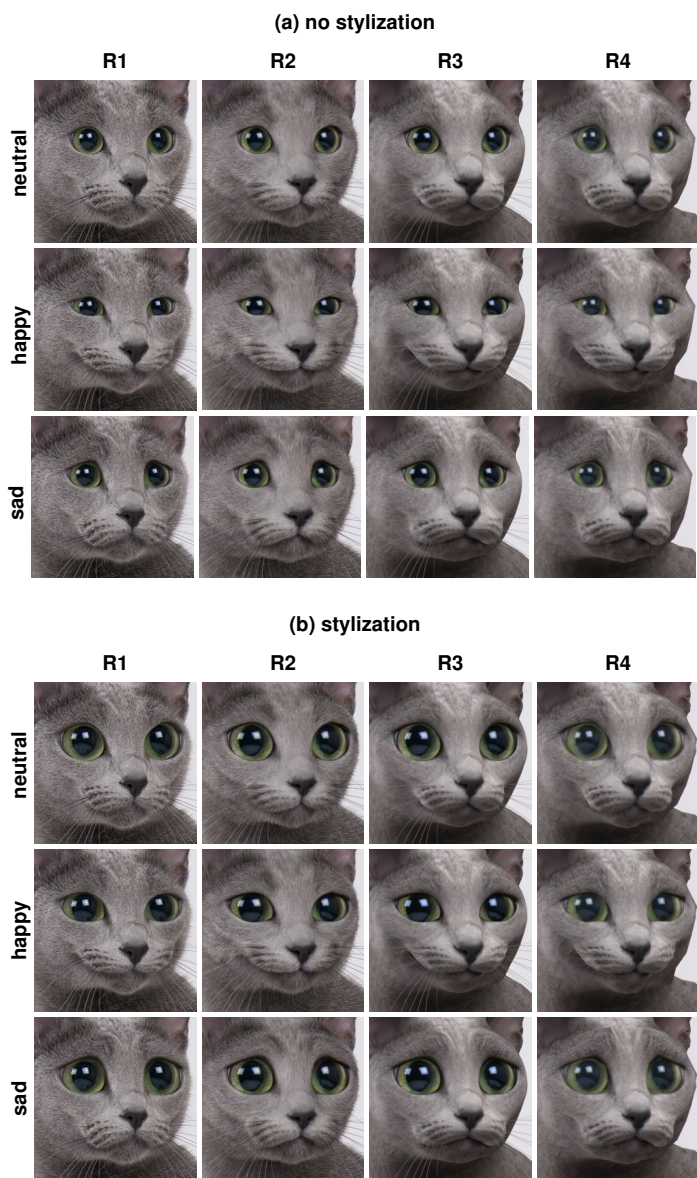 (a) no stylization
R1 R2 R3 R4
neutral
happy
sad
(b) stylization
R1 R2 R3 R4
neutral
happy
sad